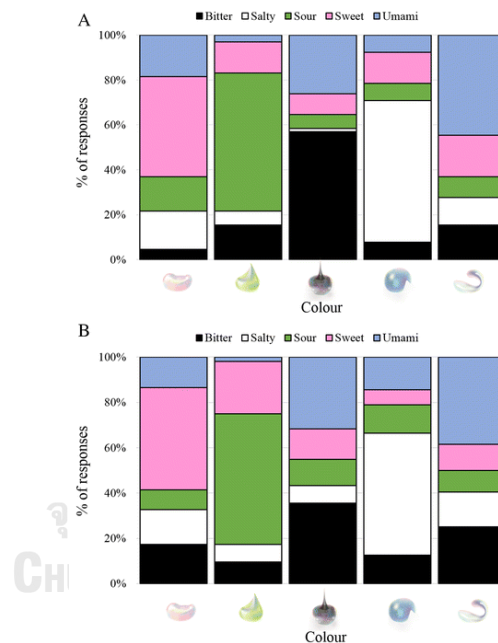 A
Bitter Salty Sour Sweet Umami
100%
80%
60%
40%
20%
0%
% of responses
Colour
B
Bitter Salty Sour Sweet Umami
100%
80%
60%
40%
20%
0%
% of responses
Colour